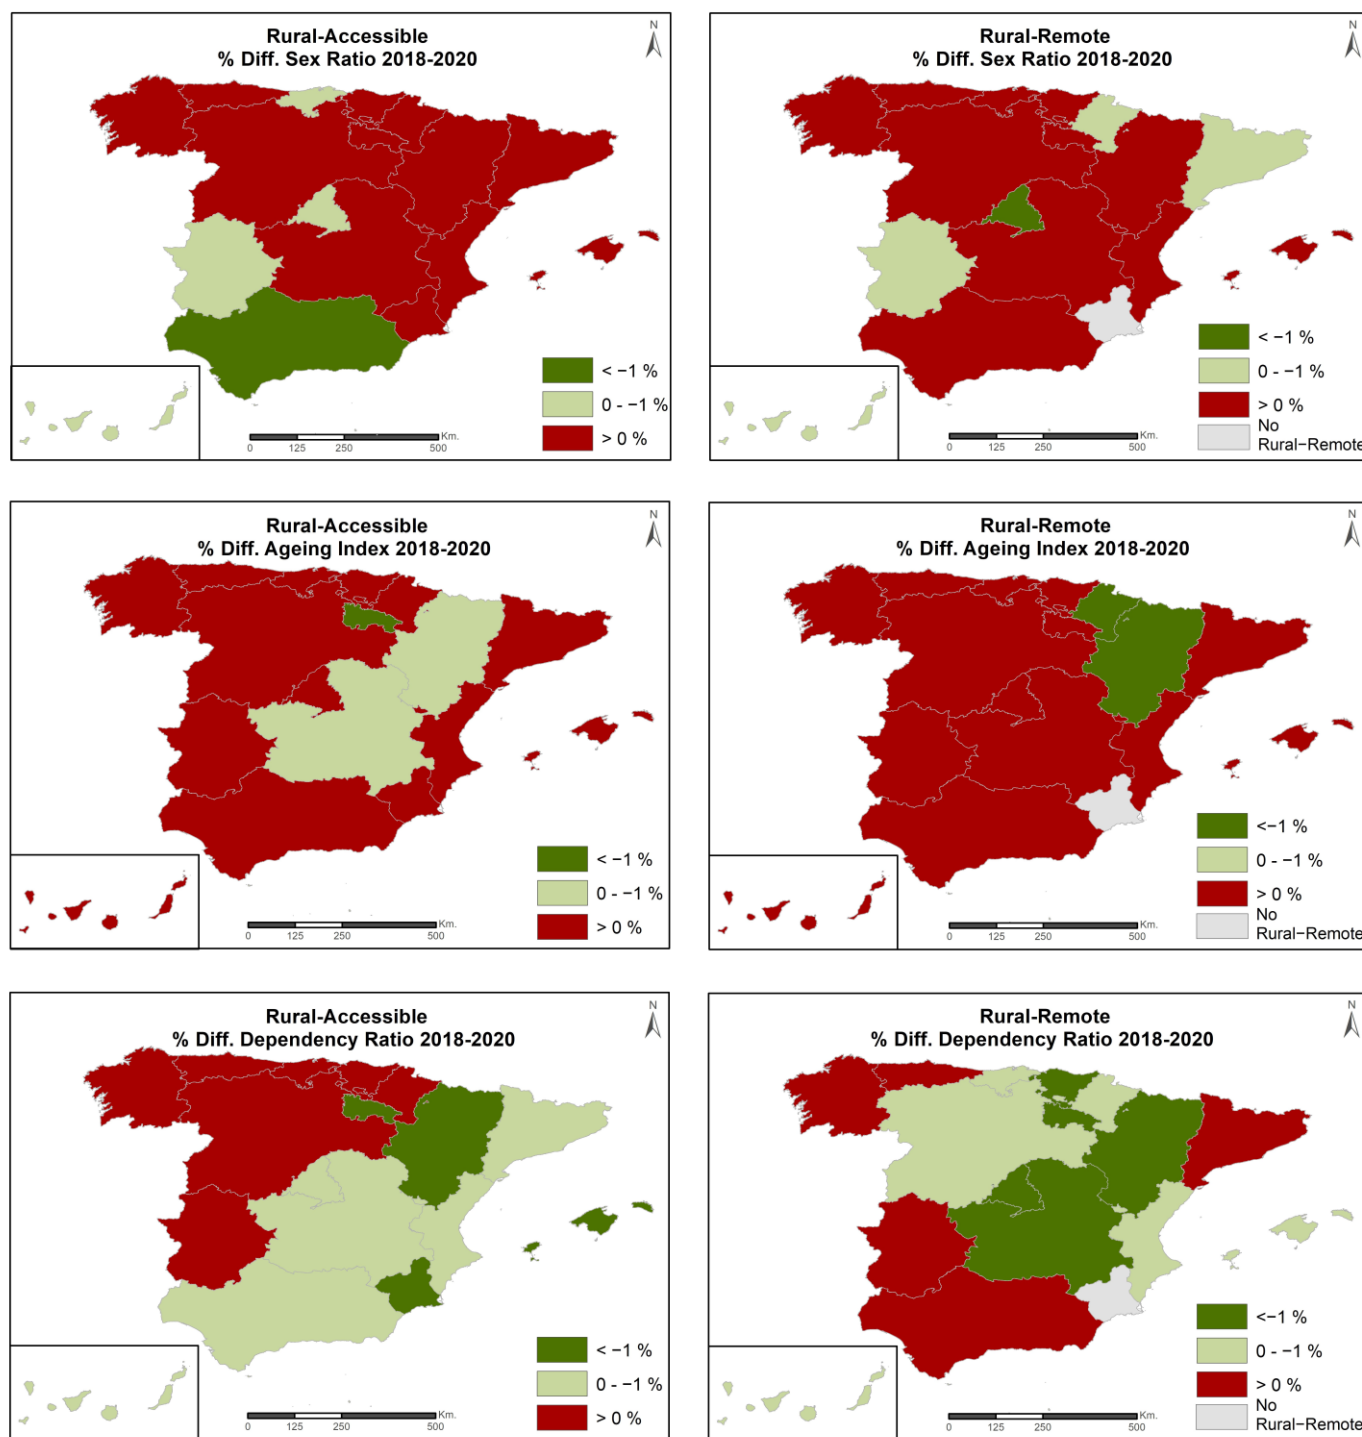 Rural-Accessible
% Diff. Sex Ratio 2018-2020
N
< −1 %
0 - −1 %
> 0 %
Km.
0 125 250 500
Rural-Remote
% Diff. Sex Ratio 2018-2020
N
< −1 %
0 - −1 %
> 0 %
No
Rural−Remote
Km.
0 125 250 500
Rural-Accessible
% Diff. Ageing Index 2018-2020
N
< −1 %
0 - −1 %
> 0 %
Km.
0 125 250 500
Rural-Remote
% Diff. Ageing Index 2018-2020
N
<−1 %
0 - −1 %
> 0 %
No
Rural−Remote
Km.
0 125 250 500
Rural-Accessible
% Diff. Dependency Ratio 2018-2020
N
< −1 %
0 - −1 %
> 0 %
Km.
0 125 250 500
Rural-Remote
% Diff. Dependency Ratio 2018-2020
N
<−1 %
0 - −1 %
> 0 %
No
Rural−Remote
Km.
0 125 250 500